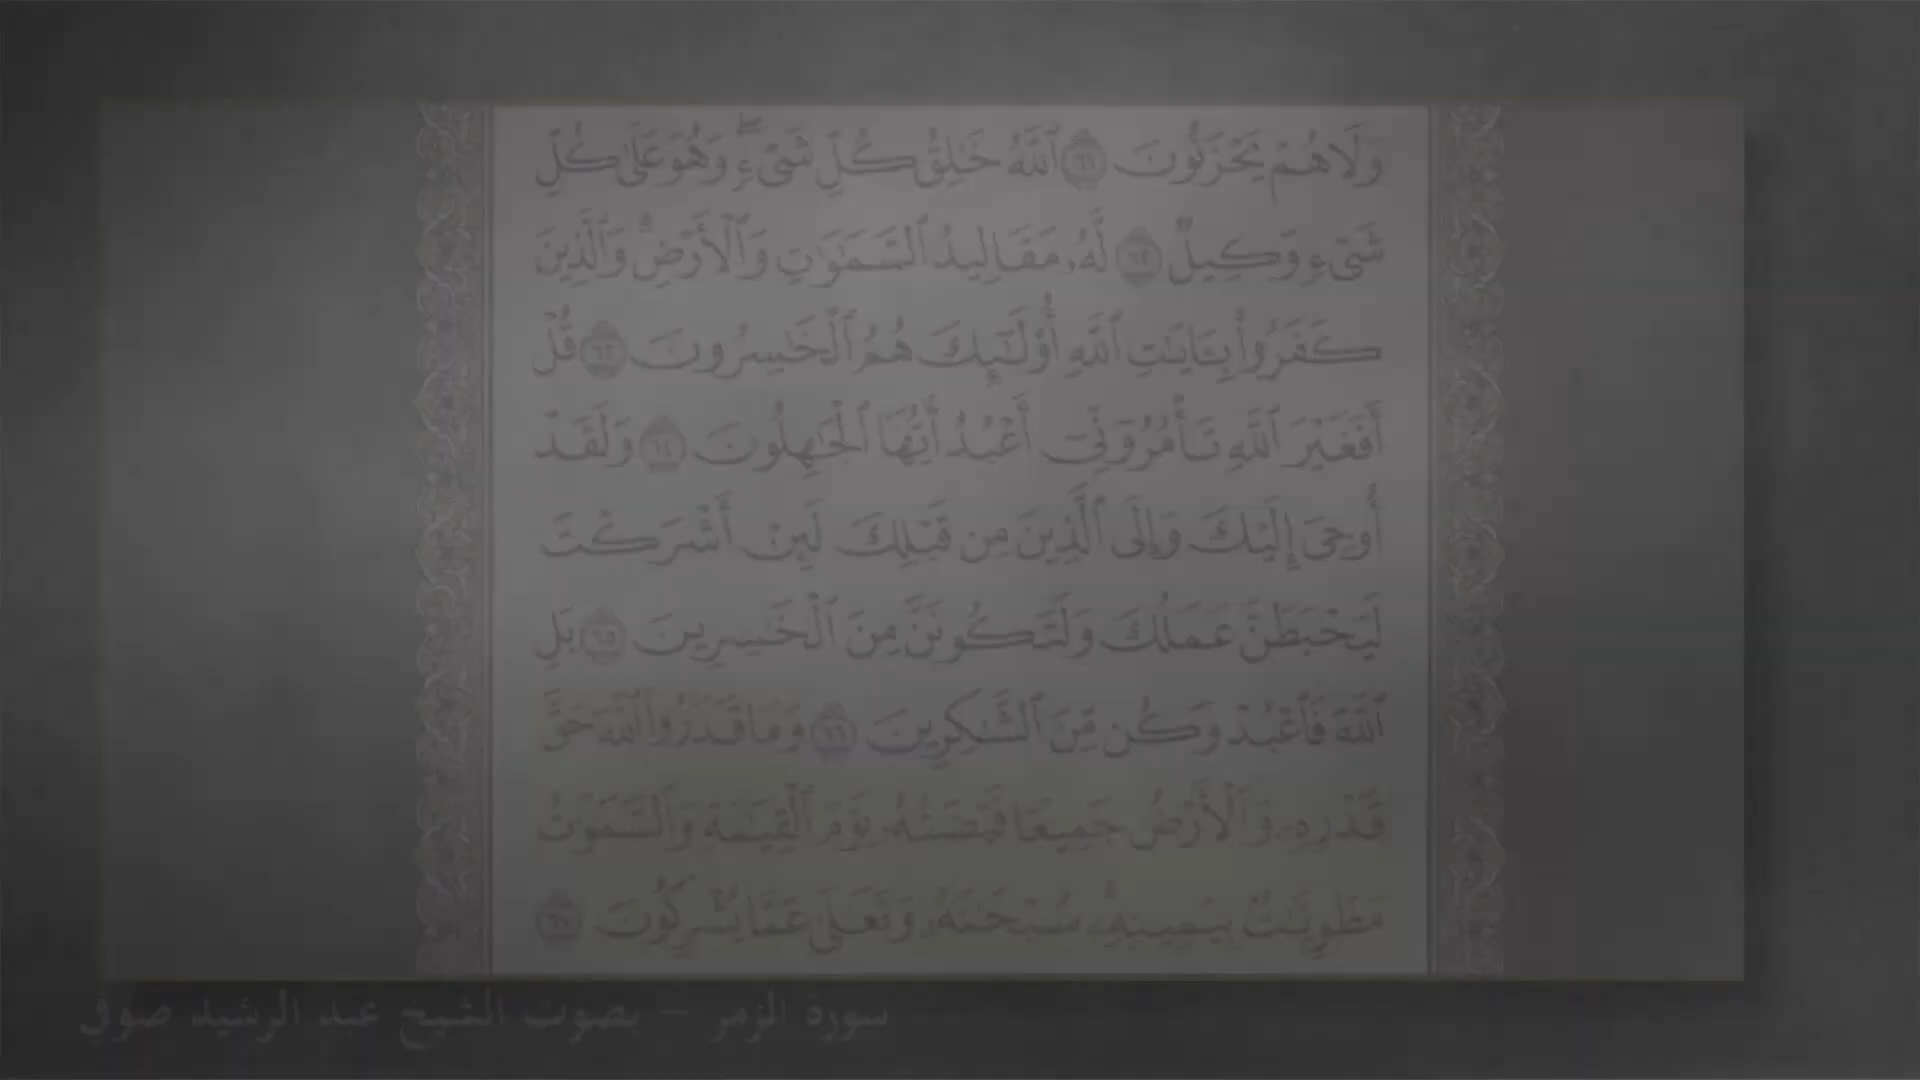 وَلَا هُمْ يَحْزَنُونَ ٦١ ٱللَّهُ خَٰلِقُ كُلِّ شَىْءٍۢ ۖ وَهُوَ عَلَىٰ كُلِّ
شَىْءٍۢ وَكِيلٌۭ ٦٢ لَّهُۥ مَقَالِيدُ ٱلسَّمَٰوَٰتِ وَٱلْأَرْضِ ۗ وَٱلَّذِينَ
كَفَرُوا۟ بِـَٔايَٰتِ ٱللَّهِ أُو۟لَٰٓئِكَ هُمُ ٱلْخَٰسِرُونَ ٦٣ قُلْ
أَفَغَيْرَ ٱللَّهِ تَأْمُرُوٓنِّىٓ أَعْبُدُ أَيُّهَا ٱلْجَٰهِلُونَ ٦٤ وَلَقَدْ
أُوحِىَ إِلَيْكَ وَإِلَى ٱلَّذِينَ مِن قَبْلِكَ لَئِنْ أَشْرَكْتَ
لَيَحْبَطَنَّ عَمَلُكَ وَلَتَكُونَنَّ مِنَ ٱلْخَٰسِرِينَ ٦٥ بَلِ
ٱللَّهَ فَٱعْبُدْ وَكُن مِّنَ ٱلشَّٰكِرِينَ ٦٦ وَمَا قَدَرُوا۟ ٱللَّهَ حَقَّ
قَدْرِهِۦ وَٱلْأَرْضُ جَمِيعًۭا قَبْضَتُهُۥ يَوْمَ ٱلْقِيَٰمَةِ وَٱلسَّمَٰوَٰتُ
مَطْوِيَّٰتٌۢ بِيَمِينِهِۦ ۚ سُبْحَٰنَهُۥ وَتَعَٰلَىٰ عَمَّا يُشْرِكُونَ ٦٧
سورة الزمر - بصوت الشيخ عبد الرشيد صوفي